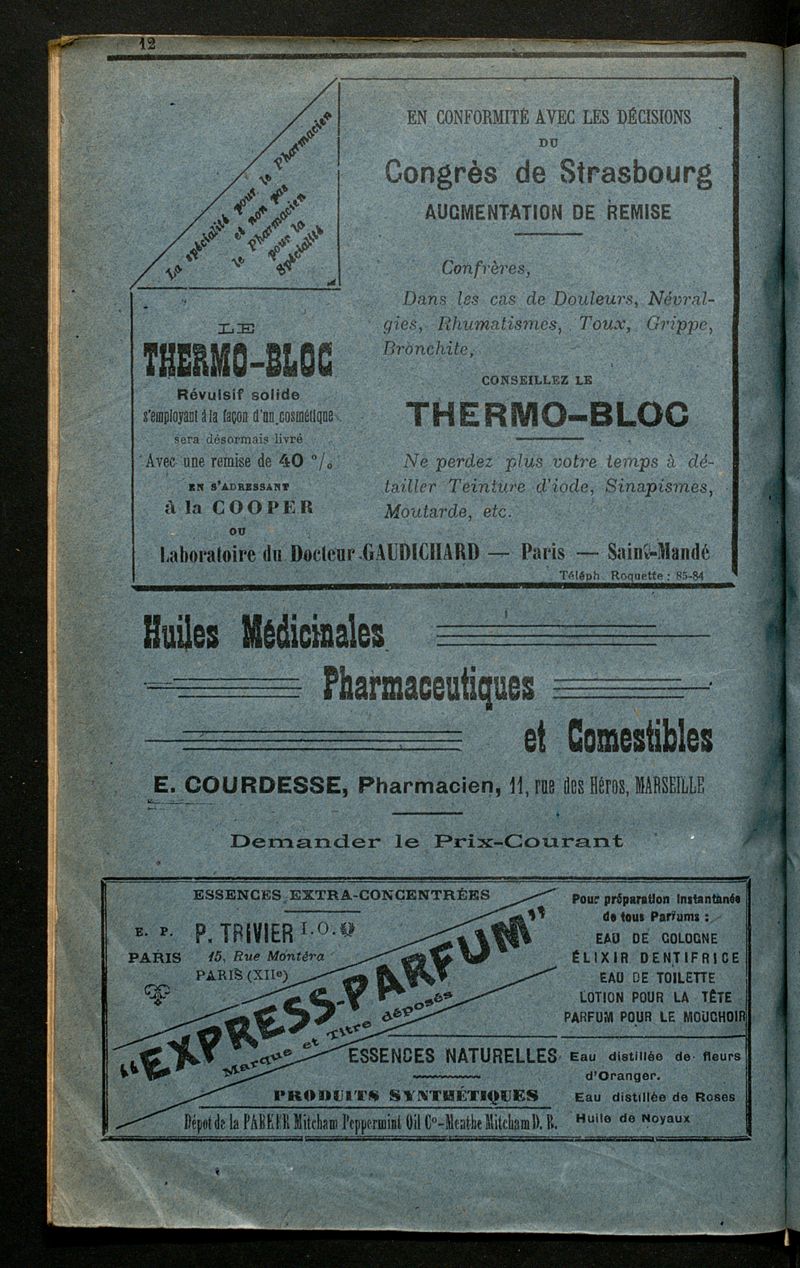 12
La spécialité pour le Pharmacien
et non pas
le Pharmacien
pour la
Spécialité
LE
THERMO-BLOC
Révulsif solide
s'employant à la façon d'un cosmétique
sera désormais livré
Avec une remise de 40 %
EN S'ADRESSANT
à la COOPER
OU
EN CONFORMITÉ AVEC LES DÉCISIONS
DU
Congrès de Strasbourg
AUGMENTATION DE REMISE
Confrères,
Dans les cas de Douleurs, Névral-
gies, Rhumatismes, Toux, Grippe,
Bronchite,
CONSEILLEZ LE
THERMO-BLOC
Ne perdez plus votre temps à dé-
tailler Teinture d'iode, Sinapismes,
Moutarde, etc.
Laboratoire du Docteur GAUDICHARD — Paris — Saint-Mandé
Téléph. Roquette : 85-84
Huiles Médicinales
Pharmaceutiques
et Comestibles
E. COURDESSE, Pharmacien, 11, rue des Héros, MARSEILLE
Demander le Prix-Courant
ESSENCES EXTRA-CONCENTRÉES
E. P.
PARIS
P. TRIVIER I.O.Q
15, Rue Montéra
PARIS (XIIe)
"EXPRESS-PARFUM"
Marque et Titre déposés
Pour préparation Instantanée
de tous Parfums :
EAU DE COLOGNE
ÉLIXIR DENTIFRICE
EAU DE TOILETTE
LOTION POUR LA TÊTE
PARFUM POUR LE MOUCHOIR
ESSENCES NATURELLES
PRODUITS SYNTHÉTIQUES
Dépot de la PARKER Mitcham Peppermint Oil Co-Menthe Mitcham D. R.
Eau distillée de fleurs
d'Oranger.
Eau distillée de Roses
Huile de Noyaux